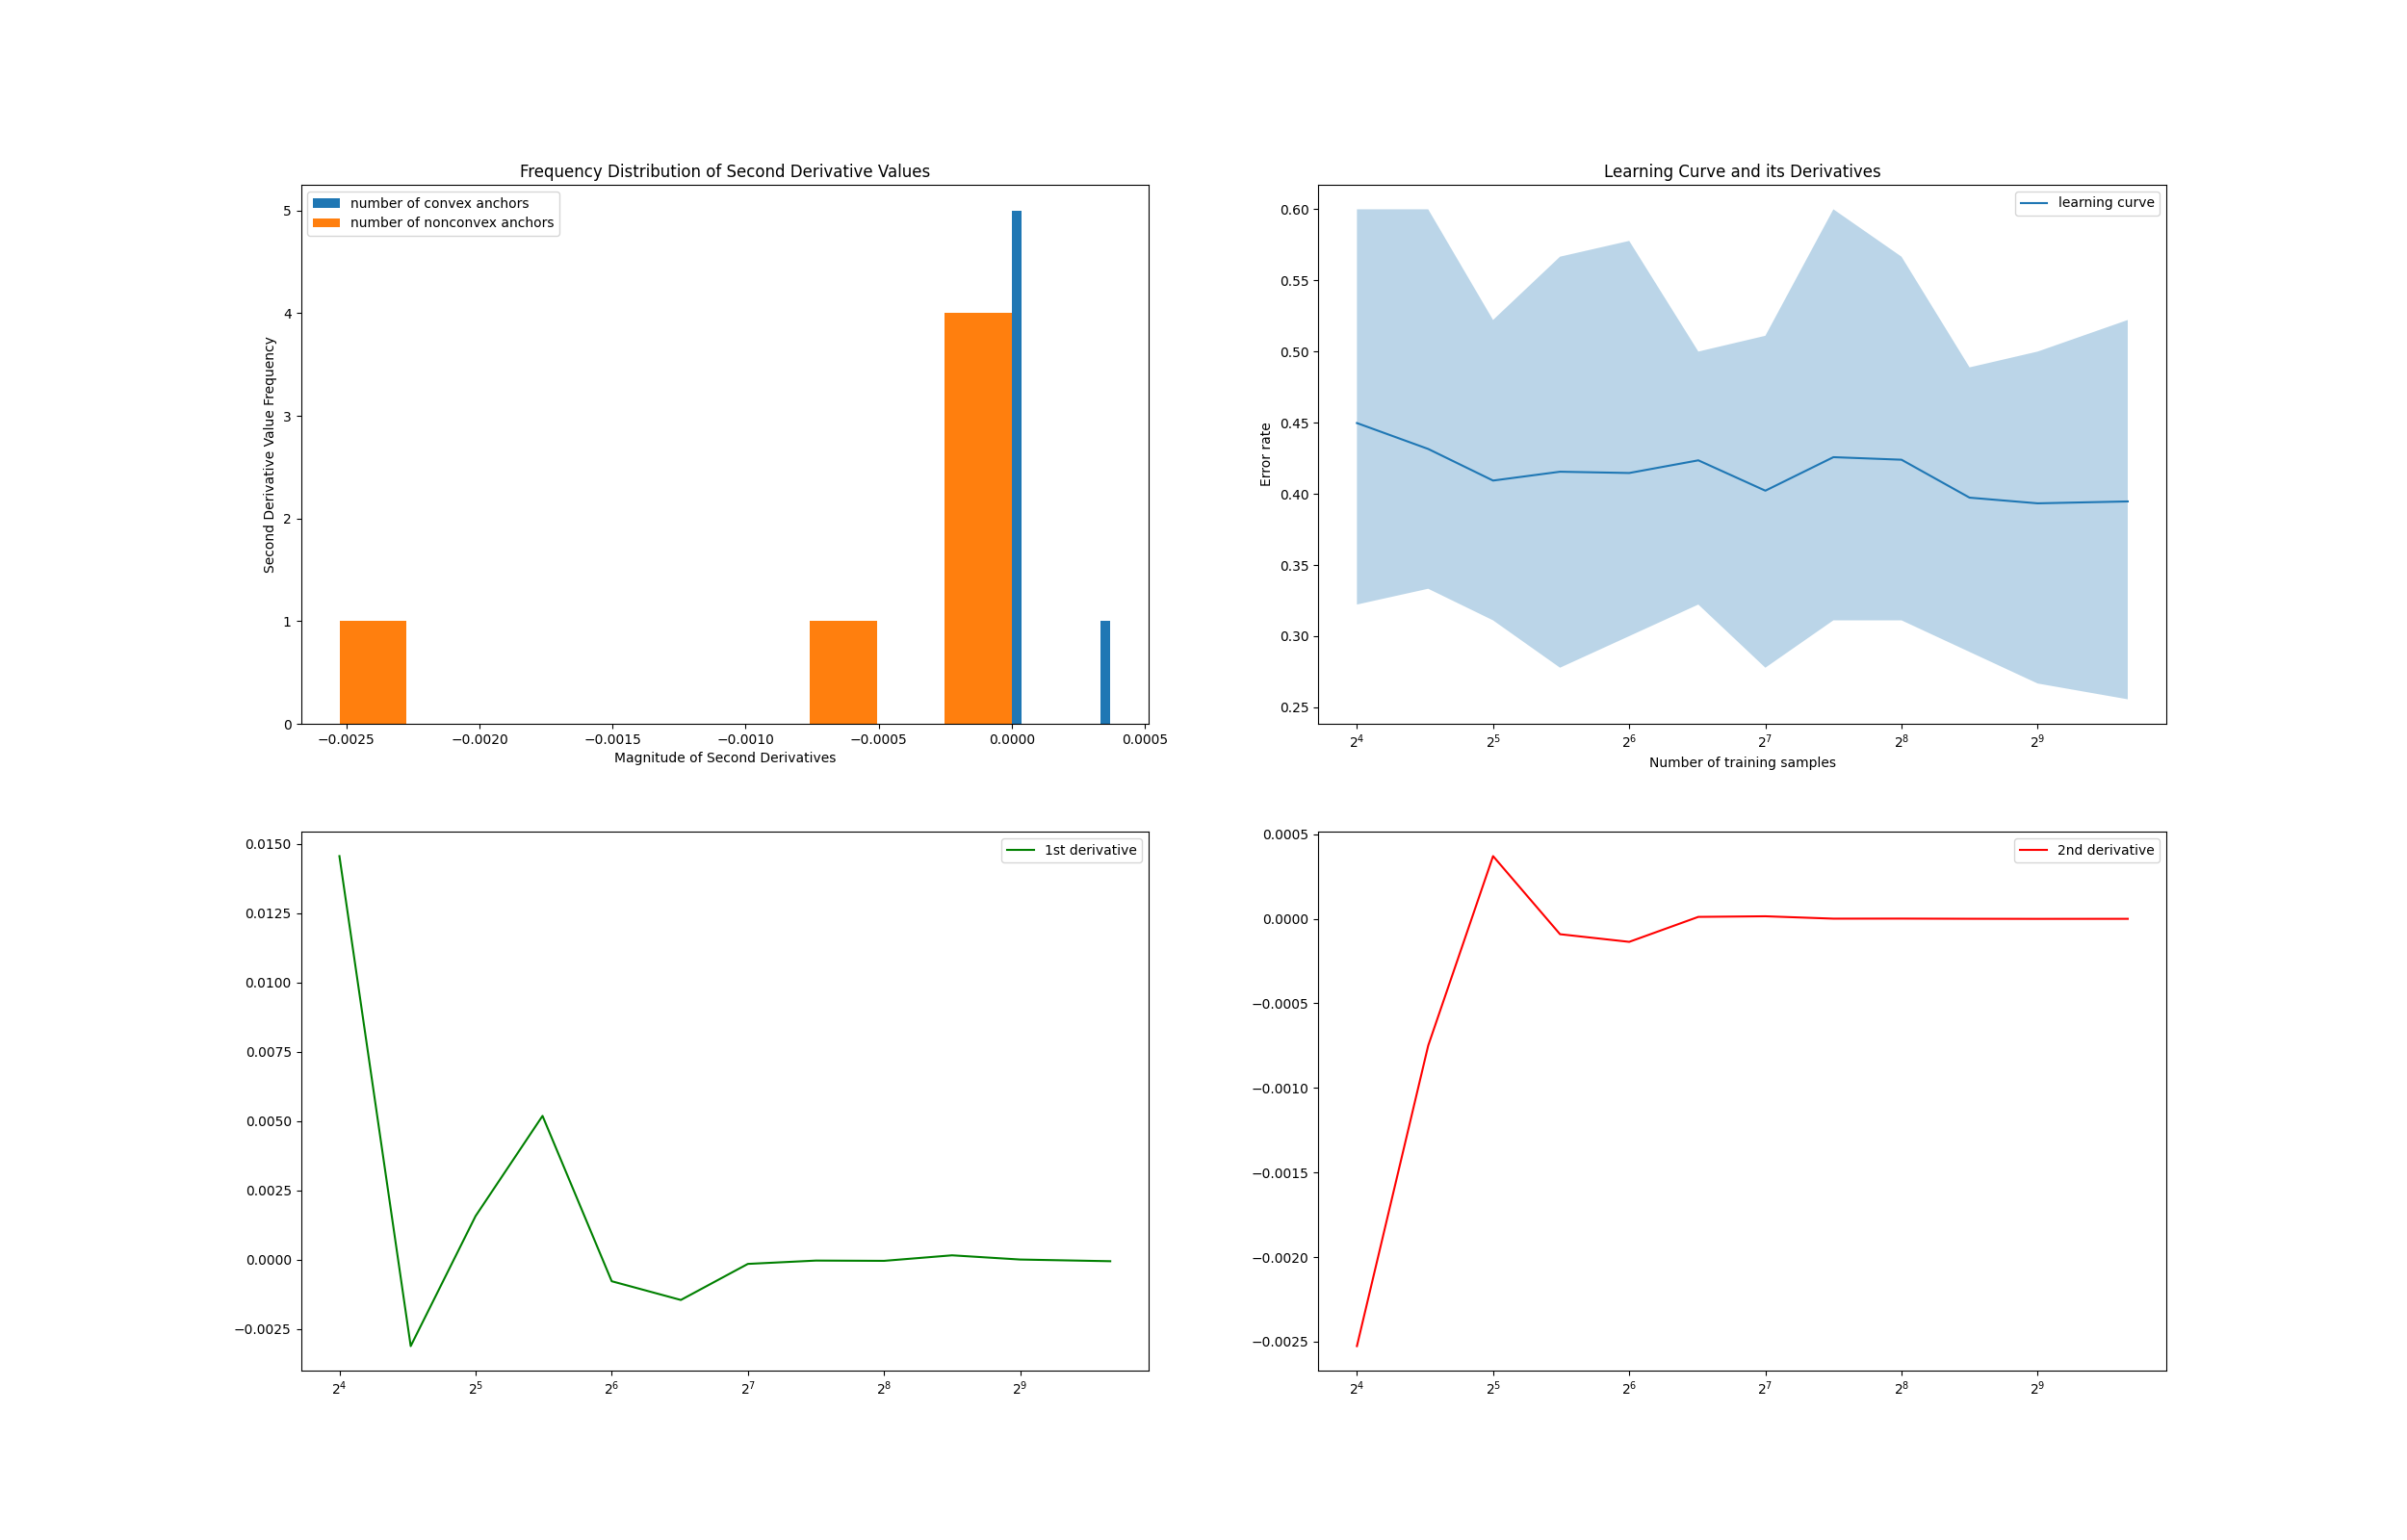 Frequency Distribution of Second Derivative Values
number of convex anchors
number of nonconvex anchors
Second Derivative Value Frequency
5
4
3
2
1
0
−0.0025 −0.0020 −0.0015 −0.0010 −0.0005 0.0000 0.0005
Magnitude of Second Derivatives
Learning Curve and its Derivatives
learning curve
Error rate
0.60
0.55
0.50
0.45
0.40
0.35
0.30
0.25
2⁴ 2⁵ 2⁶ 2⁷ 2⁸ 2⁹
Number of training samples
1st derivative
0.0150
0.0125
0.0100
0.0075
0.0050
0.0025
0.0000
−0.0025
2⁴ 2⁵ 2⁶ 2⁷ 2⁸ 2⁹
2nd derivative
0.0005
0.0000
−0.0005
−0.0010
−0.0015
−0.0020
−0.0025
2⁴ 2⁵ 2⁶ 2⁷ 2⁸ 2⁹